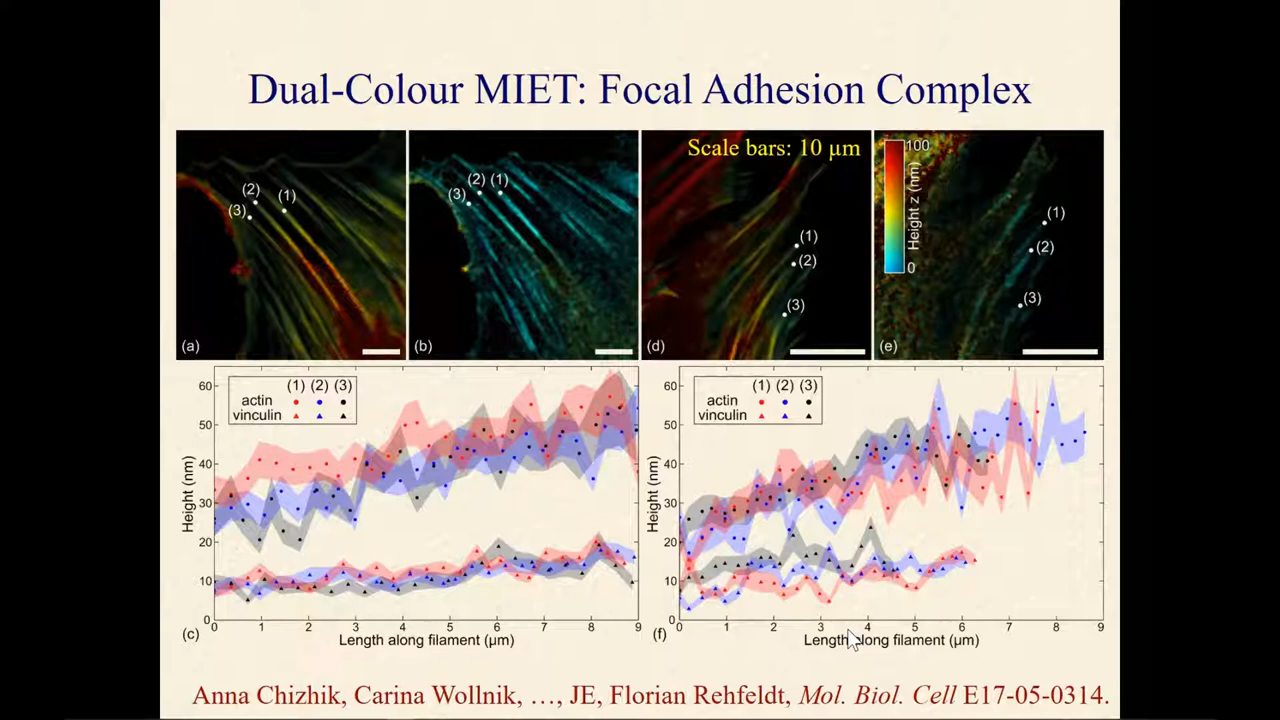 Dual-Colour MIET: Focal Adhesion Complex
(1)
(2)
(3)
(a)
(2) (1)
(3)
(b)
Scale bars: 10 μm
(1)
(2)
(3)
(d)
100
Height z (nm)
0
(1)
(2)
(3)
(e)
(1) (2) (3)
actin
vinculin
60
50
40
30
20
10
0
Height (nm)
0 1 2 3 4 5 6 7 8 9
Length along filament (μm)
(c)
(1) (2) (3)
actin
vinculin
60
50
40
30
20
10
0
Height (nm)
0 1 2 3 4 5 6 7 8 9
Length along filament (μm)
(f)
Anna Chizhik, Carina Wollnik, …, JE, Florian Rehfeldt, Mol. Biol. Cell E17-05-0314.